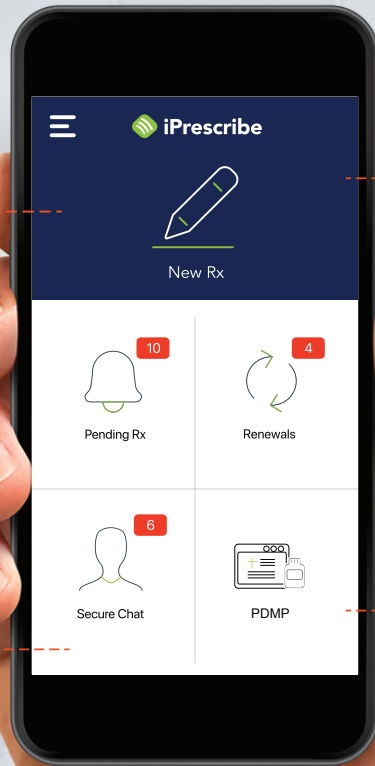 iPrescribe
New Rx
10
4
Pending Rx
Renewals
6
Secure Chat
PDMP